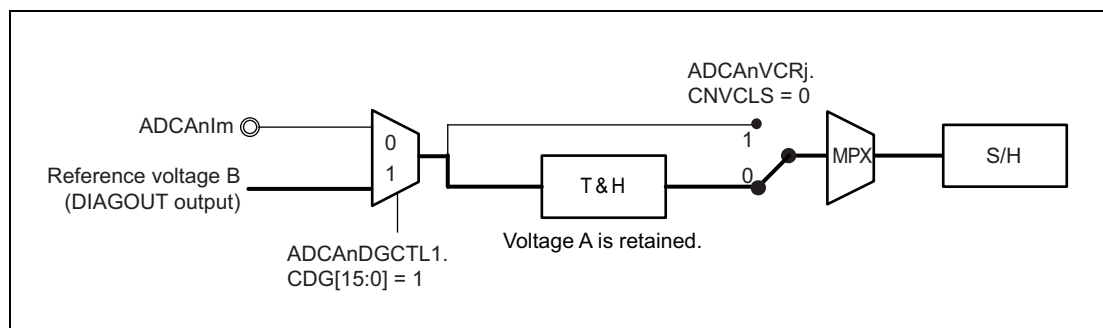 ADCAnVCRj.
CNVCLS = 0
ADCAnIm
0
1
1
MPX
S/H
Reference voltage B
(DIAGOUT output)
T & H
0
Voltage A is retained.
ADCAnDGCTL1.
CDG[15:0] = 1